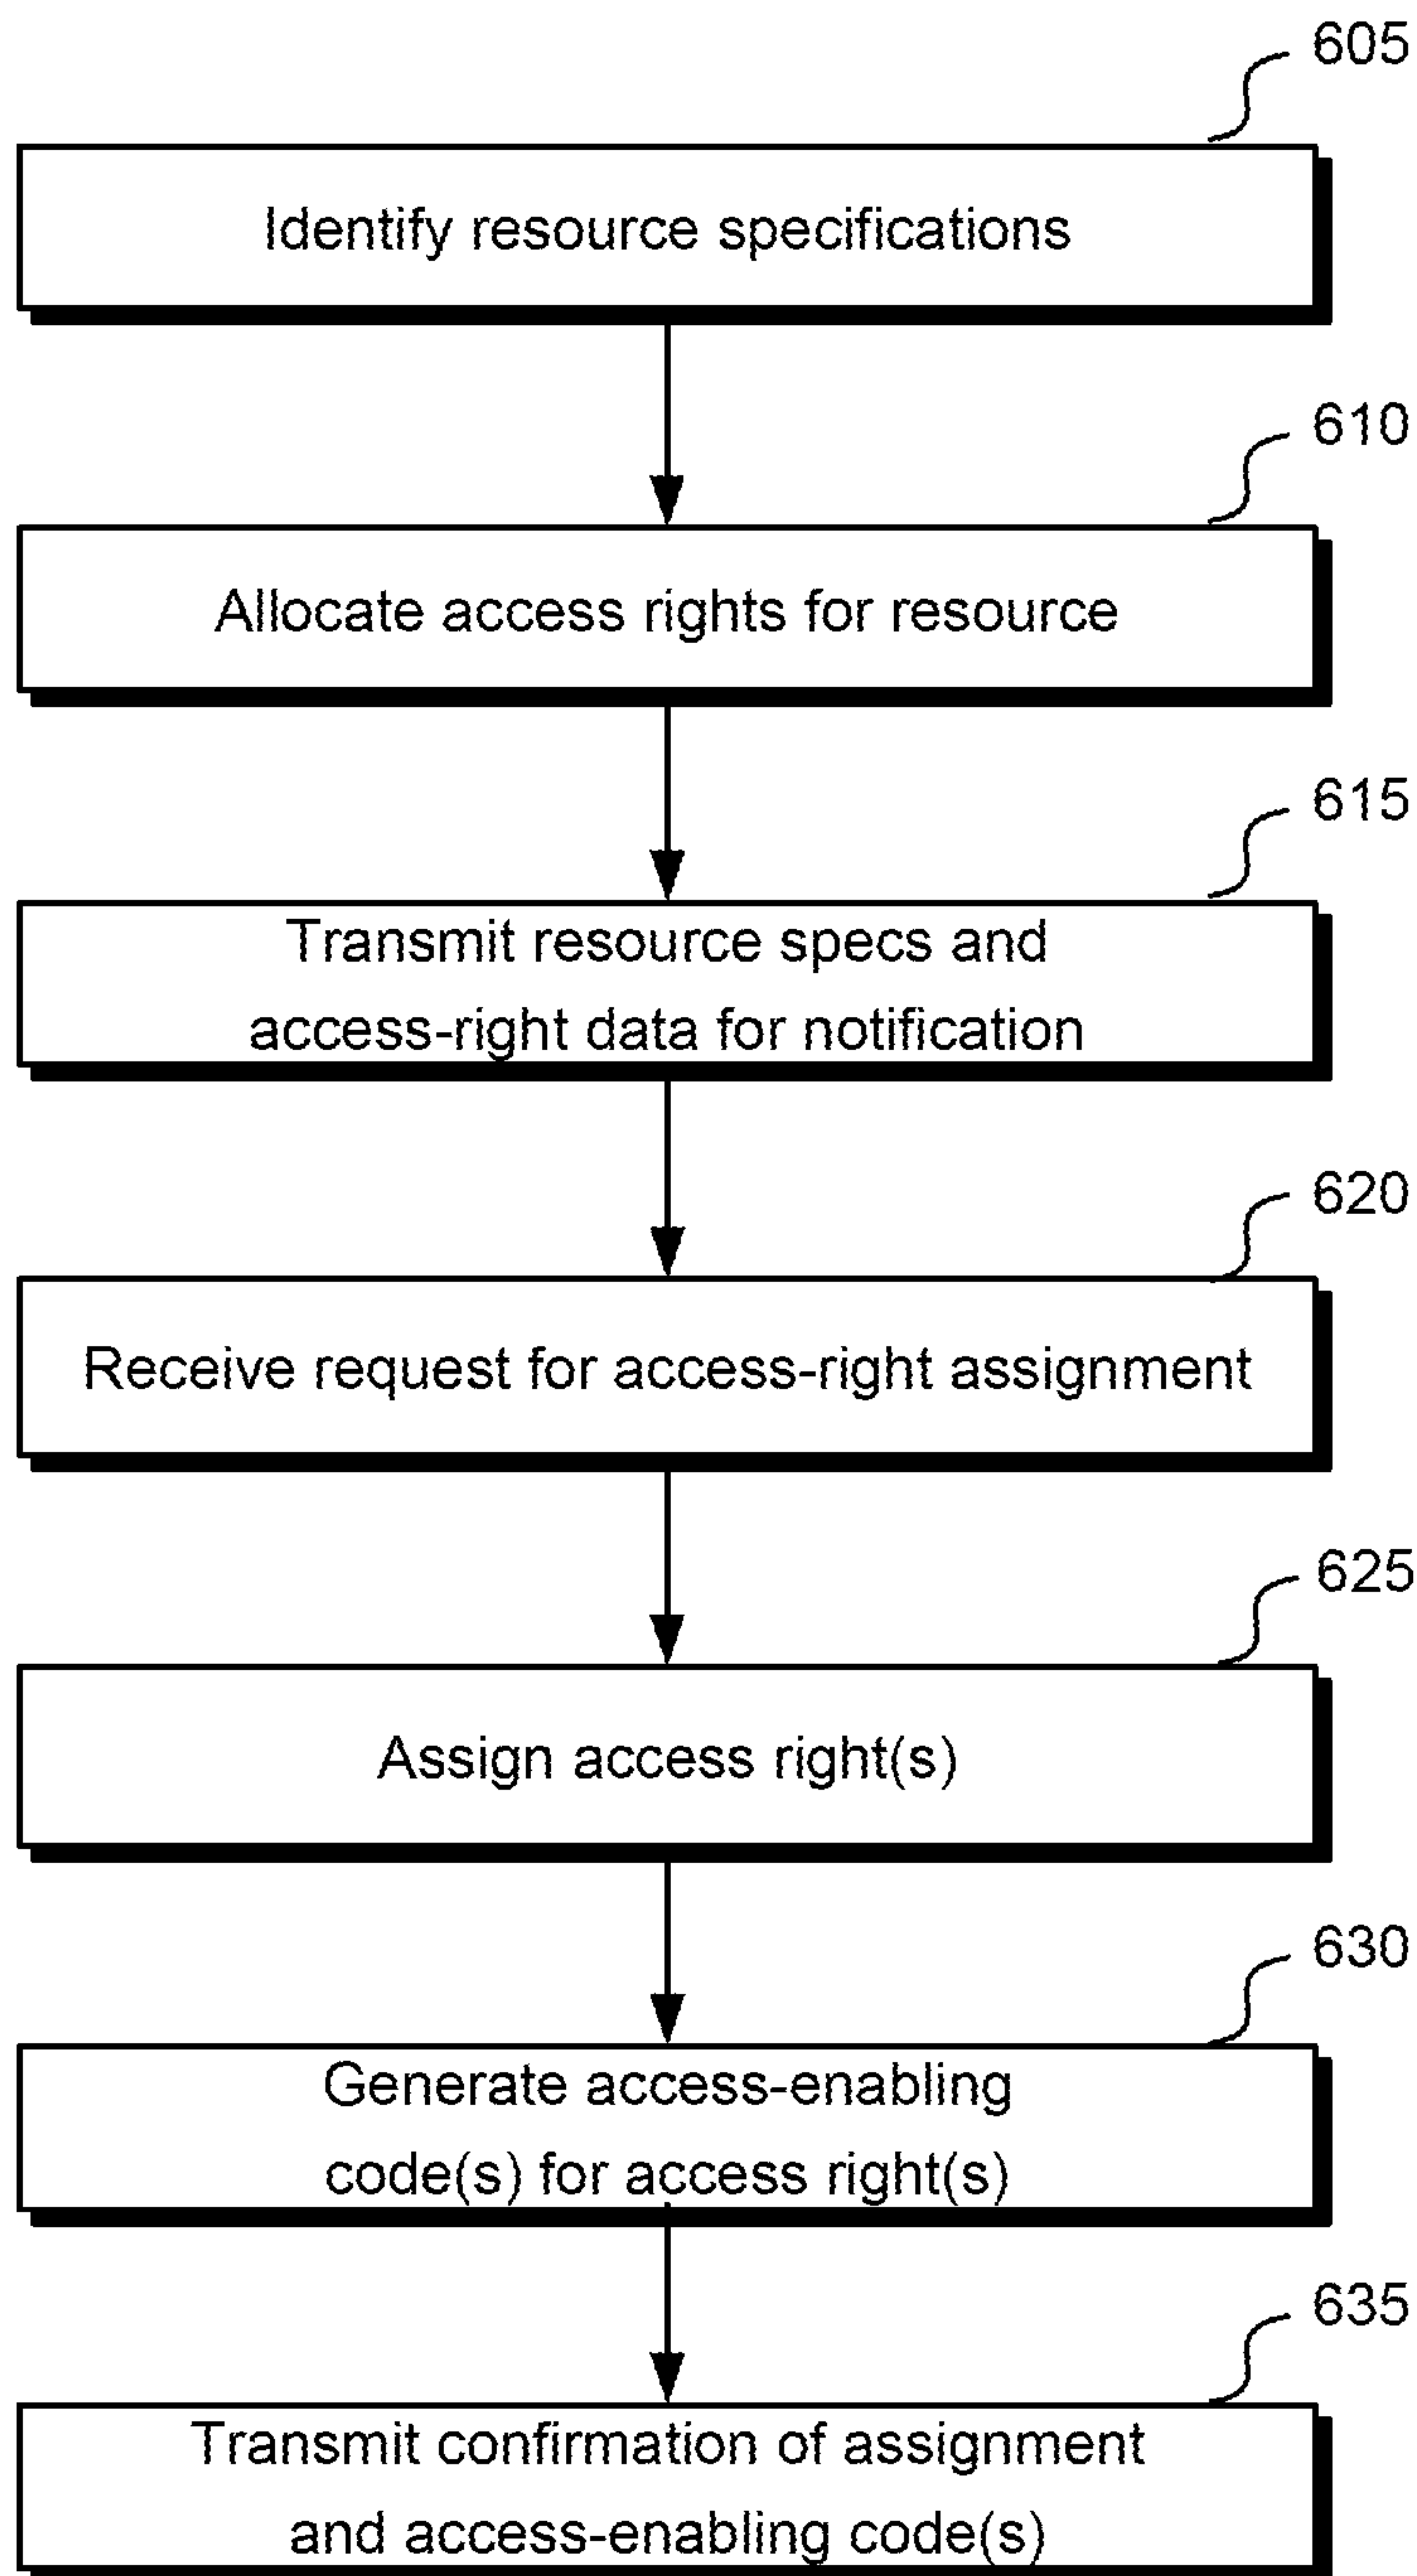 605
Identify resource specifications
610
Allocate access rights for resource
615
Transmit resource specs and
access-right data for notification
620
Receive request for access-right assignment
625
Assign access right(s)
630
Generate access-enabling
code(s) for access right(s)
635
Transmit confirmation of assignment
and access-enabling code(s)